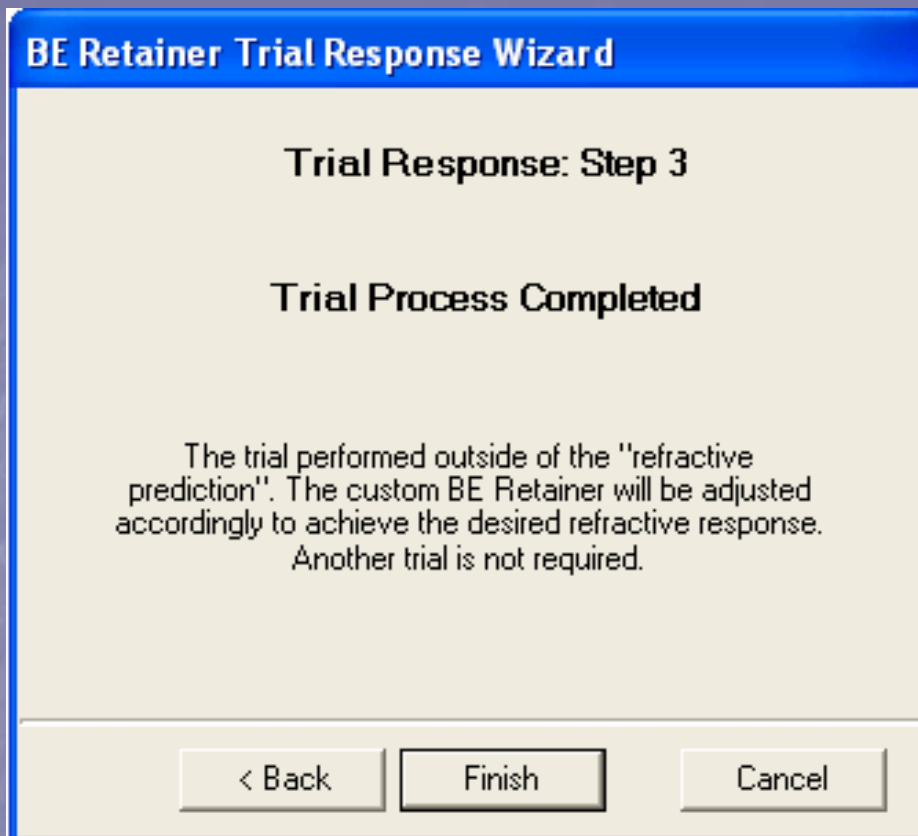 BE Retainer Trial Response Wizard
Trial Response: Step 3
Trial Process Completed
The trial performed outside of the "refractive
prediction". The custom BE Retainer will be adjusted
accordingly to achieve the desired refractive response.
Another trial is not required.
< Back Finish Cancel